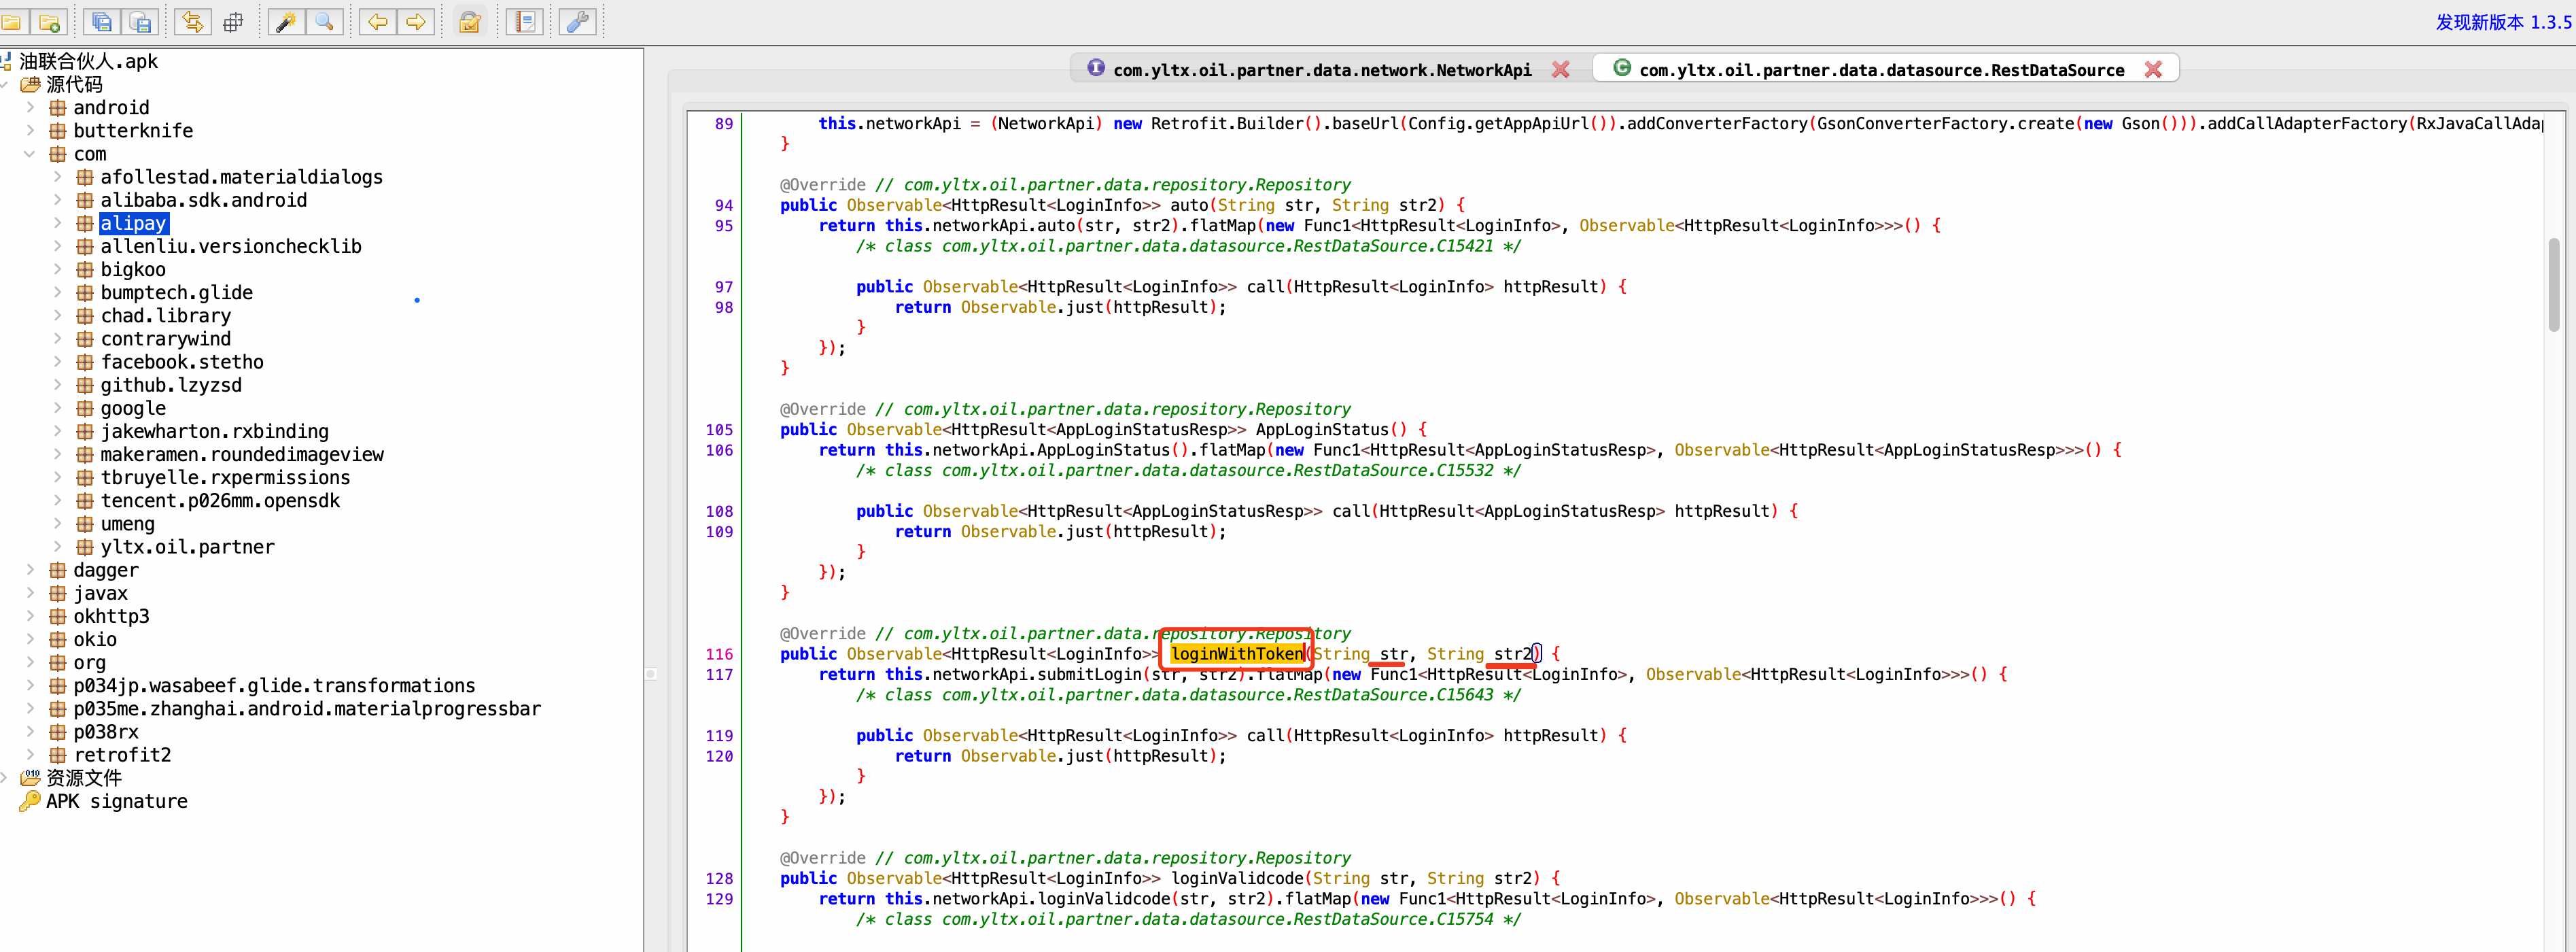 发现新版本 1.3.5
油联合伙人.apk
源代码
android
butterknife
com
afollestad.materialdialogs
alibaba.sdk.android
alipay
allenliu.versionchecklib
bigkoo
bumptech.glide
chad.library
contrarywind
facebook.stetho
github.lzyzsd
google
jakewharton.rxbinding
makeramen.roundedimageview
tbruyelle.rxpermissions
tencent.p026mm.opensdk
umeng
yltx.oil.partner
dagger
javax
okhttp3
okio
org
p034jp.wasabeef.glide.transformations
p035me.zhanghai.android.materialprogressbar
p038rx
retrofit2
资源文件
APK signature
com.yltx.oil.partner.data.network.NetworkApi
com.yltx.oil.partner.data.datasource.RestDataSource
89 this.networkApi = (NetworkApi) new Retrofit.Builder().baseUrl(Config.getAppApiUrl()).addConverterFactory(GsonConverterFactory.create(new Gson())).addCallAdapterFactory(RxJavaCallAdap
}
@Override // com.yltx.oil.partner.data.repository.Repository
94 public Observable<HttpResult<LoginInfo>> auto(String str, String str2) {
95 return this.networkApi.auto(str, str2).flatMap(new Func1<HttpResult<LoginInfo>, Observable<HttpResult<LoginInfo>>>() {
/* class com.yltx.oil.partner.data.datasource.RestDataSource.C15421 */
97 public Observable<HttpResult<LoginInfo>> call(HttpResult<LoginInfo> httpResult) {
98 return Observable.just(httpResult);
}
});
}
@Override // com.yltx.oil.partner.data.repository.Repository
105 public Observable<HttpResult<AppLoginStatusResp>> AppLoginStatus() {
106 return this.networkApi.AppLoginStatus().flatMap(new Func1<HttpResult<AppLoginStatusResp>, Observable<HttpResult<AppLoginStatusResp>>>() {
/* class com.yltx.oil.partner.data.datasource.RestDataSource.C15532 */
108 public Observable<HttpResult<AppLoginStatusResp>> call(HttpResult<AppLoginStatusResp> httpResult) {
109 return Observable.just(httpResult);
}
});
}
@Override // com.yltx.oil.partner.data.repository.Repository
116 public Observable<HttpResult<LoginInfo>> loginWithToken(String str, String str2) {
117 return this.networkApi.submitLogin(str, str2).flatMap(new Func1<HttpResult<LoginInfo>, Observable<HttpResult<LoginInfo>>>() {
/* class com.yltx.oil.partner.data.datasource.RestDataSource.C15643 */
119 public Observable<HttpResult<LoginInfo>> call(HttpResult<LoginInfo> httpResult) {
120 return Observable.just(httpResult);
}
});
}
@Override // com.yltx.oil.partner.data.repository.Repository
128 public Observable<HttpResult<LoginInfo>> loginValidcode(String str, String str2) {
129 return this.networkApi.loginValidcode(str, str2).flatMap(new Func1<HttpResult<LoginInfo>, Observable<HttpResult<LoginInfo>>>() {
/* class com.yltx.oil.partner.data.datasource.RestDataSource.C15754 */